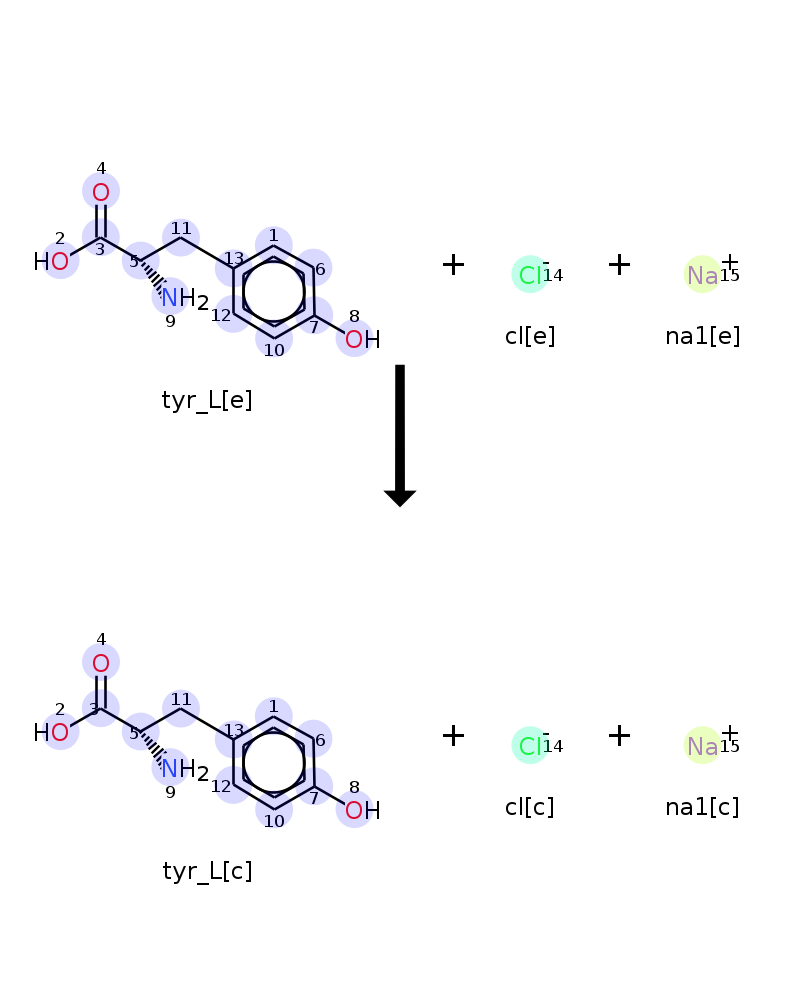 4
O
2
3
HO
5
11
NH2
9
13
1
6
12
7
10
8
OH
+
Cl-
14
+
Na+
15
tyr_L[e]
cl[e]
na1[e]
4
O
2
3
HO
5
11
NH2
9
13
1
6
12
7
10
8
OH
+
Cl-
14
+
Na+
15
tyr_L[c]
cl[c]
na1[c]